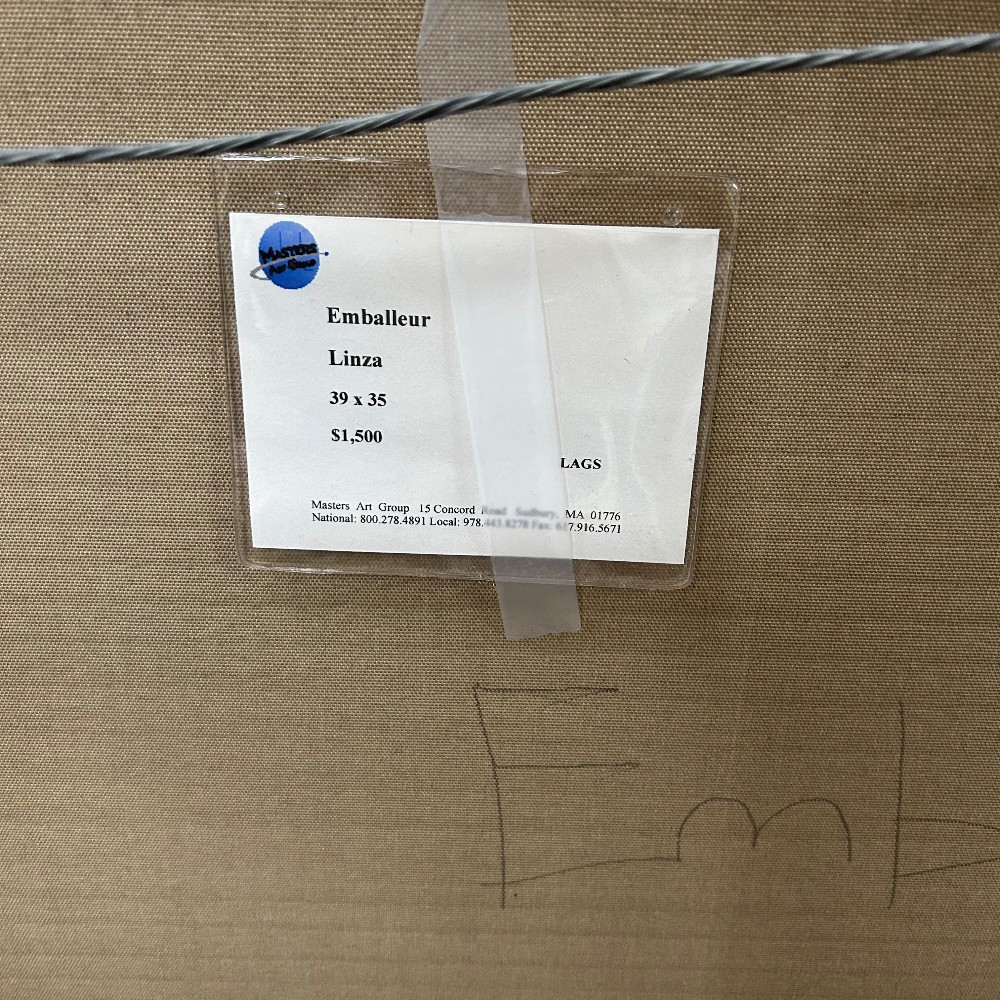 MASTERS
ART GROUP
Emballeur
Linza
39 x 35
$1,500
LAGS
Masters Art Group 15 Concord Road Sudbury, MA 01776
National: 800.278.4891 Local: 978.443.8278 Fax: 617.916.5671
Emb